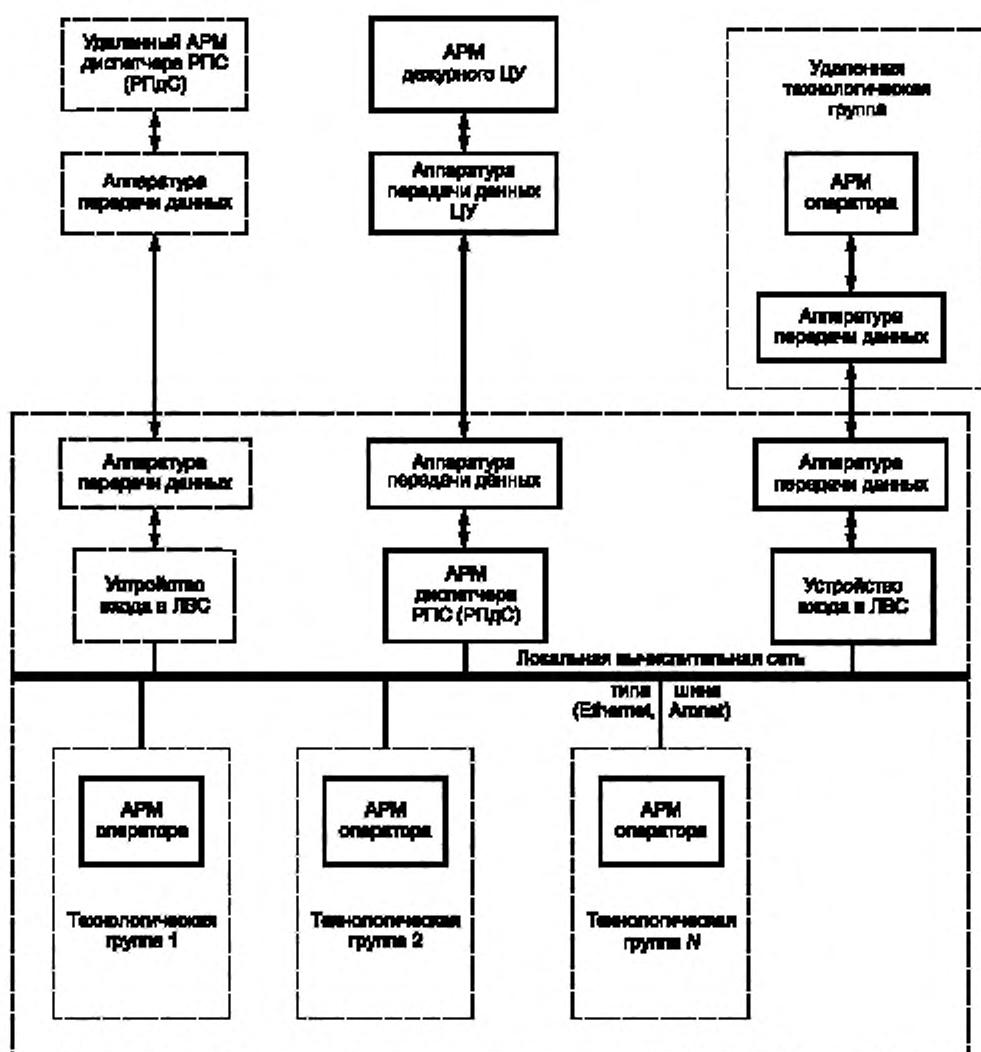 Удаленный АРМ
диспетчера РПС
(РПдС)
АРМ
дежурного ЦУ
Удаленная
технологическая
группа
Аппаратура
передачи данных
Аппаратура
передачи данных
ЦУ
АРМ
оператора
Аппаратура
передачи данных
Аппаратура
передачи данных
Аппаратура
передачи данных
Аппаратура
передачи данных
Устройство
входа в ЛВС
АРМ
диспетчера
РПС (РПдС)
Устройство
входа в ЛВС
Локальная вычислительная сеть
типа шина
(Ethernet, Arcnet)
АРМ
оператора
АРМ
оператора
АРМ
оператора
Технологическая
группа 1
Технологическая
группа 2
Технологическая
группа N